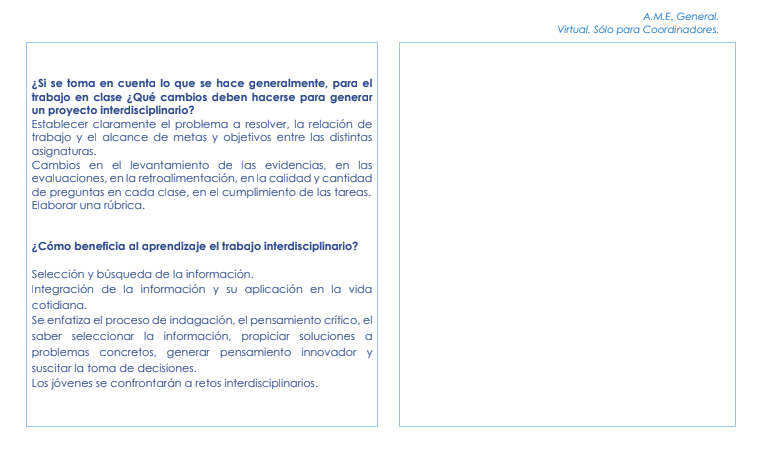 A.M.E. General.
Virtual. Sólo para Coordinadores.
¿Si se toma en cuenta lo que se hace generalmente, para el
trabajo en clase ¿Qué cambios deben hacerse para generar
un proyecto interdisciplinario?
Establecer claramente el problema a resolver, la relación de
trabajo y el alcance de metas y objetivos entre las distintas
asignaturas.
Cambios en el levantamiento de las evidencias, en las
evaluaciones, en la retroalimentación, en la calidad y cantidad
de preguntas en cada clase, en el cumplimiento de las tareas.
Elaborar una rúbrica.
¿Cómo beneficia al aprendizaje el trabajo interdisciplinario?
Selección y búsqueda de la información.
Integración de la información y su aplicación en la vida
cotidiana.
Se enfatiza el proceso de indagación, el pensamiento crítico, el
saber seleccionar la información, propiciar soluciones a
problemas concretos, generar pensamiento innovador y
suscitar la toma de decisiones.
Los jóvenes se confrontarán a retos interdisciplinarios.